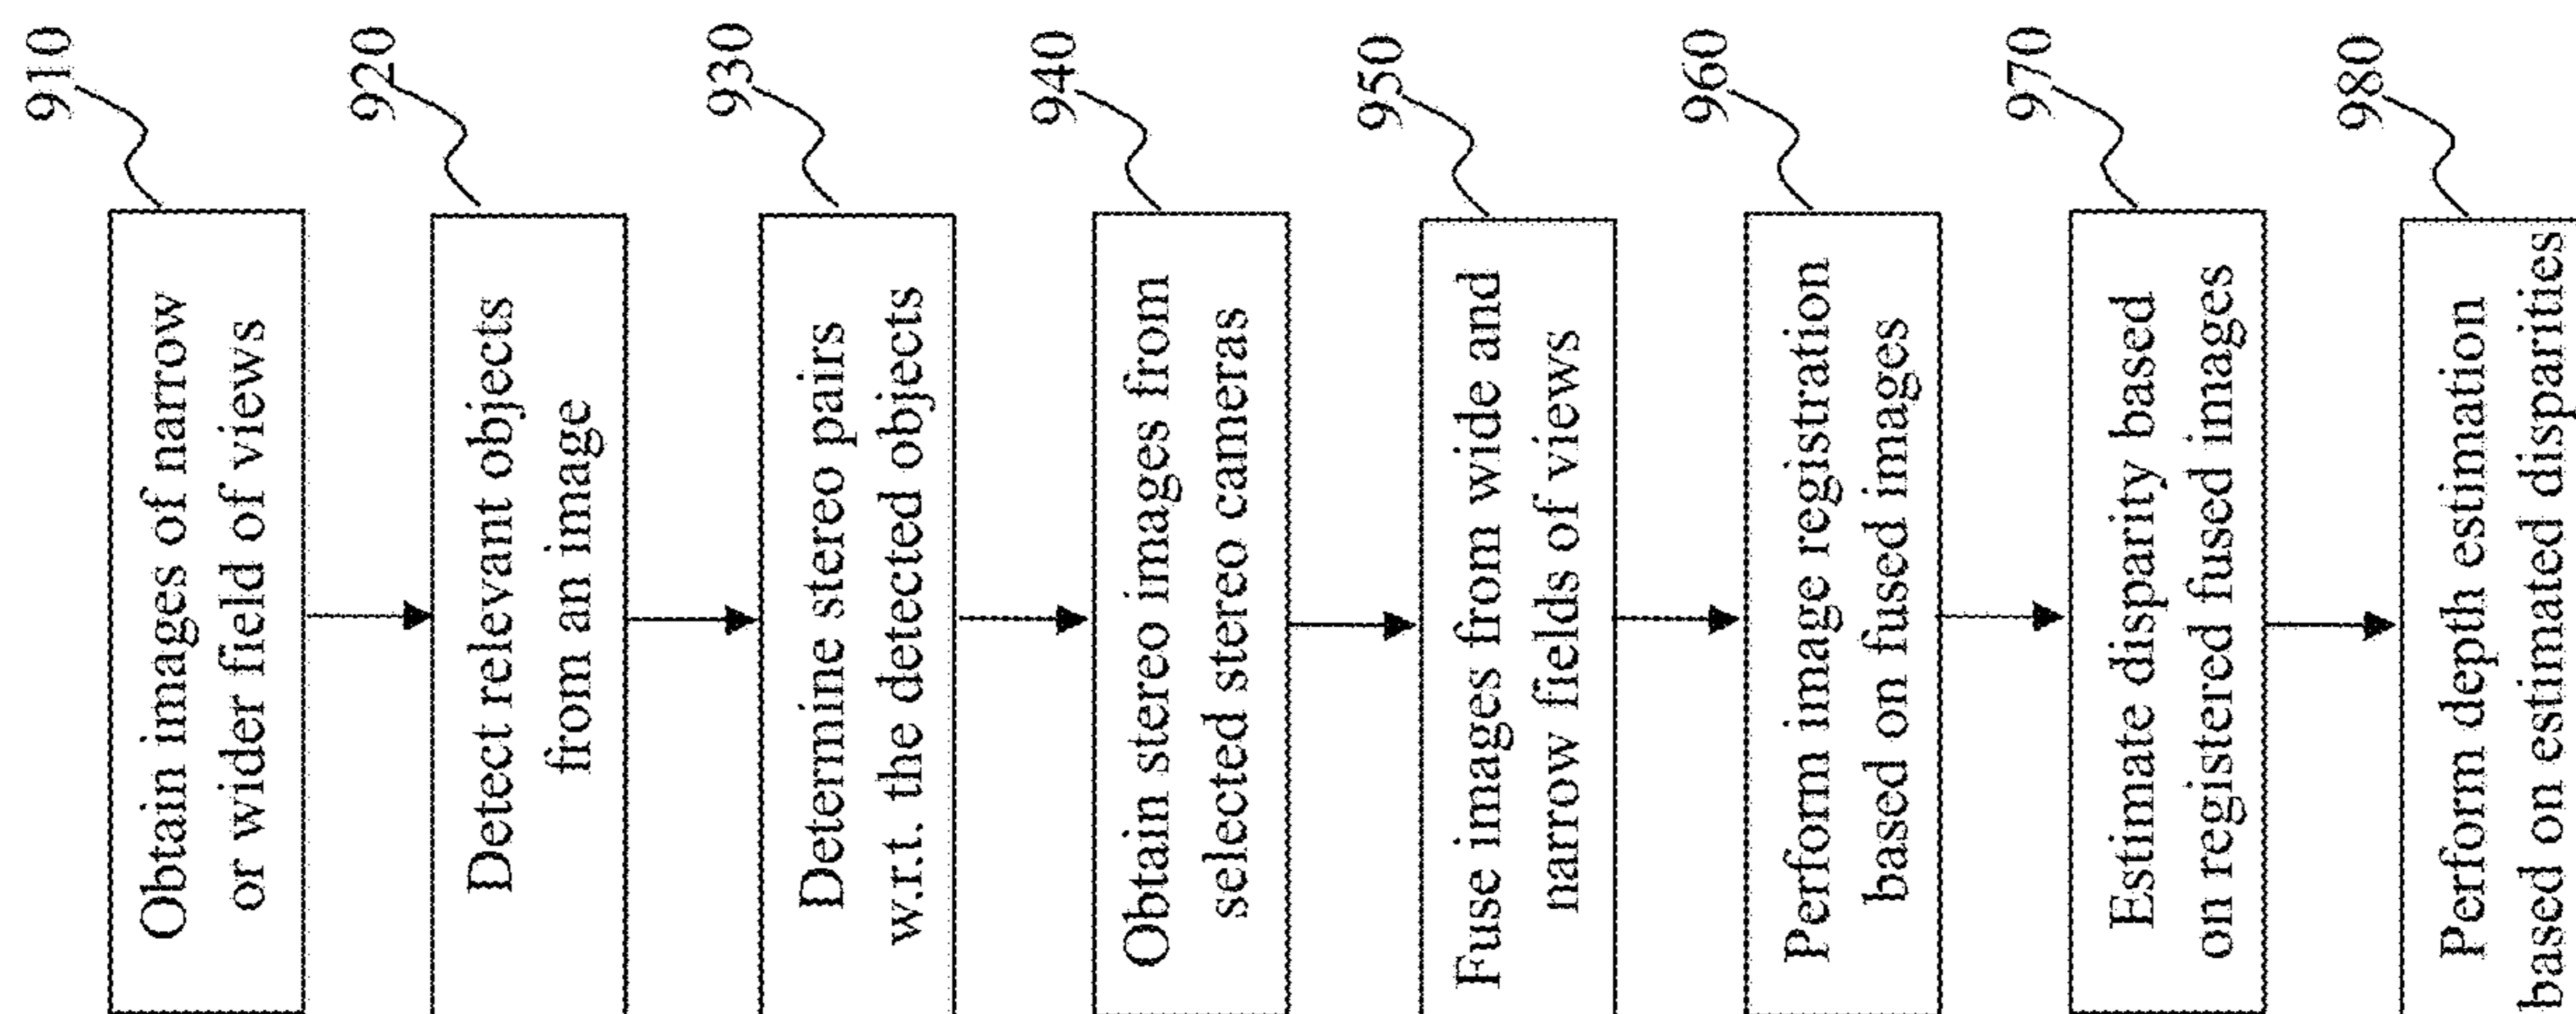 910
Obtain images of narrow
or wider field of views
920
Detect relevant objects
from an image
930
Determine stereo pairs
w.r.t. the detected objects
940
Obtain stereo images from
selected stereo cameras
950
Fuse images from wide and
narrow fields of views
960
Perform image registration
based on fused images
970
Estimate disparity based
on registered fused images
980
Perform depth estimation
based on estimated disparities